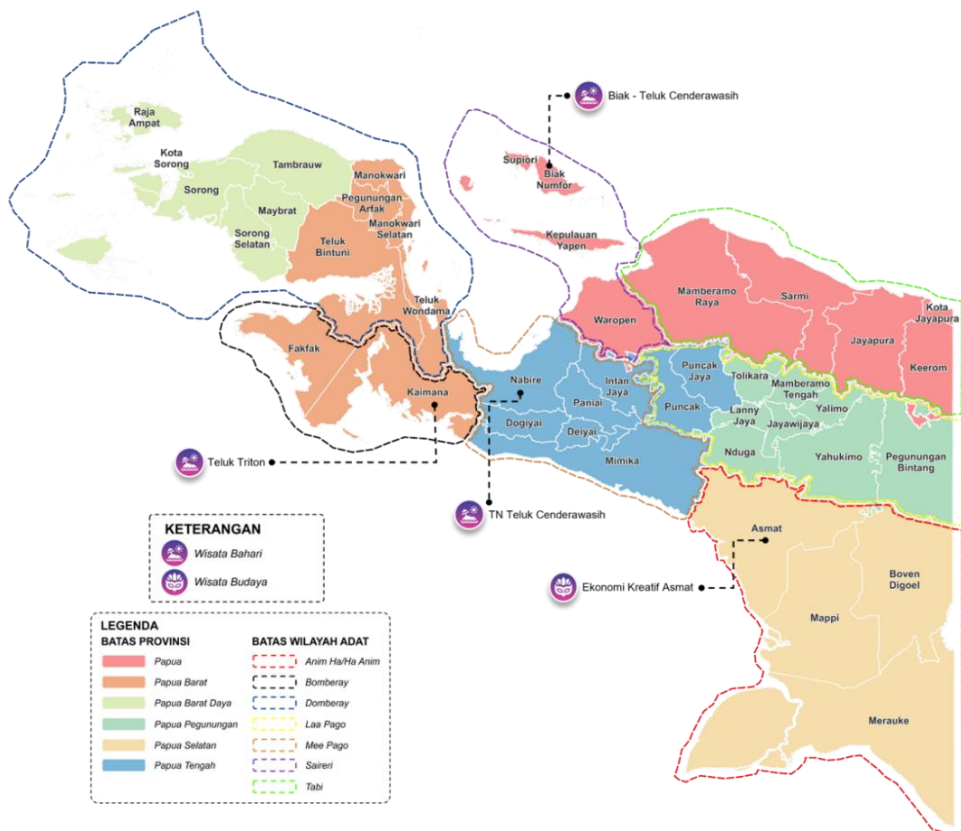 Biak - Teluk Cenderawasih
Raja
Ampat
Kota
Sorong
Sorong
Tambrauw
Maybrat
Sorong
Selatan
Manokwari
Pegunungan
Arfak
Manokwari
Selatan
Teluk
Bintuni
Teluk
Wondama
Fakfak
Kaimana
Supiori
Biak
Numfor
Kepulauan
Yapen
Waropen
Mamberamo
Raya
Sarmi
Kota
Jayapura
Jayapura
Keerom
Nabire
Dogiyai
Paniai
Deiyai
Intan
Jaya
Mimika
Puncak
Jaya
Puncak
Tolikara
Mamberamo
Tengah
Lanny
Jaya
Yalimo
Jayawijaya
Nduga
Yahukimo
Pegunungan
Bintang
Teluk Triton
TN Teluk Cenderawasih
Asmat
Ekonomi Kreatif Asmat
Boven
Digoel
Mappi
Merauke
KETERANGAN
Wisata Bahari
Wisata Budaya
LEGENDA
BATAS PROVINSI
Papua
Papua Barat
Papua Barat Daya
Papua Pegunungan
Papua Selatan
Papua Tengah
BATAS WILAYAH ADAT
Anim Ha/Ha Anim
Bomberay
Domberay
Laa Pago
Mee Pago
Saireri
Tabi